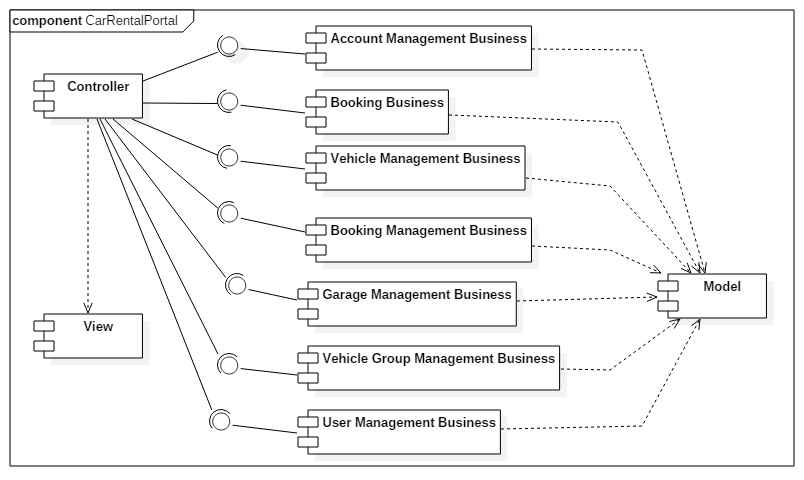 component CarRentalPortal
Account Management Business
Controller
Booking Business
Vehicle Management Business
Booking Management Business
Model
Garage Management Business
View
Vehicle Group Management Business
User Management Business